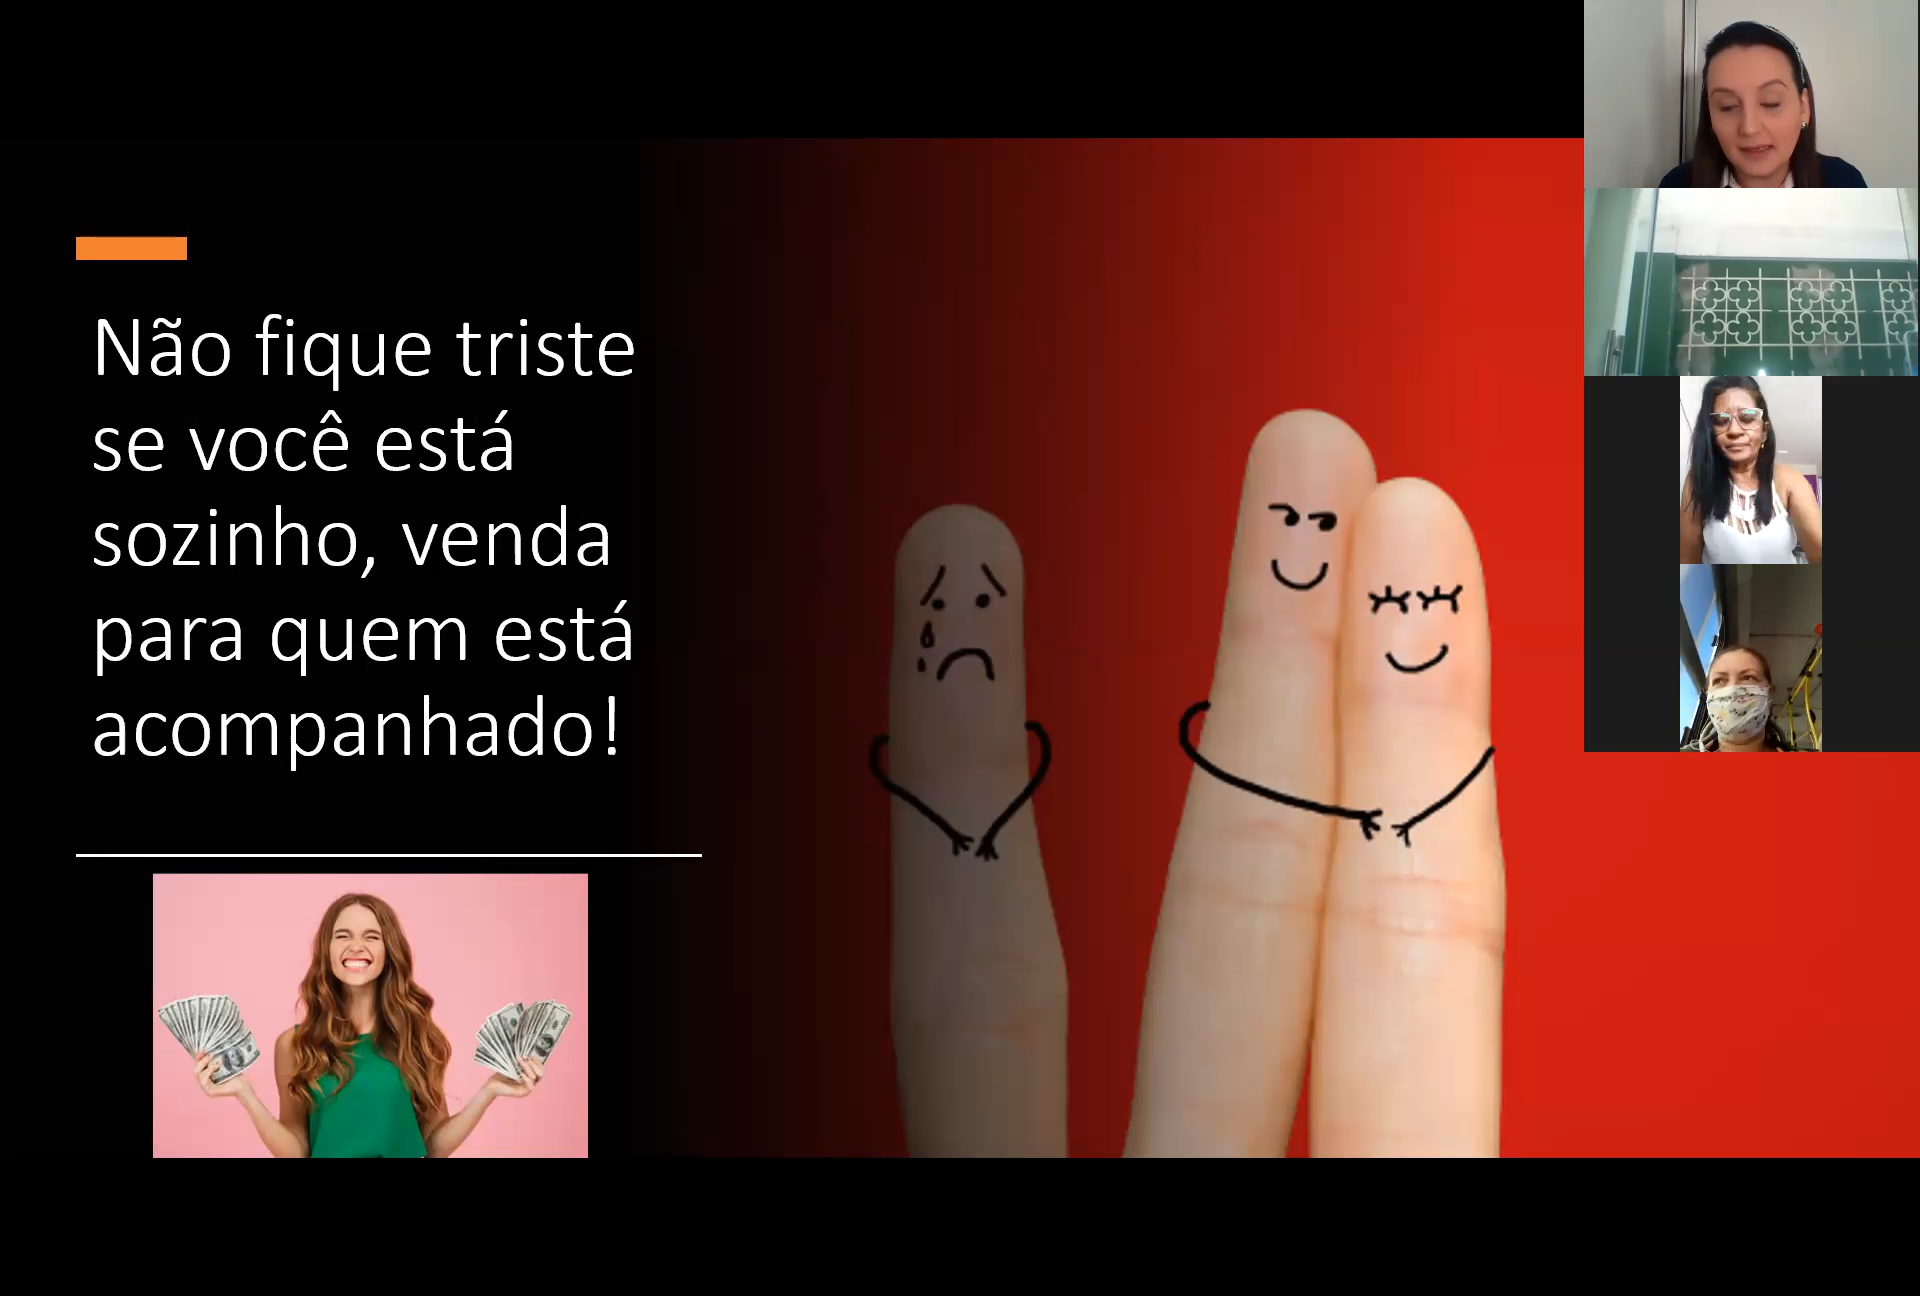 Não fique triste
se você está
sozinho, venda
para quem está
acompanhado!